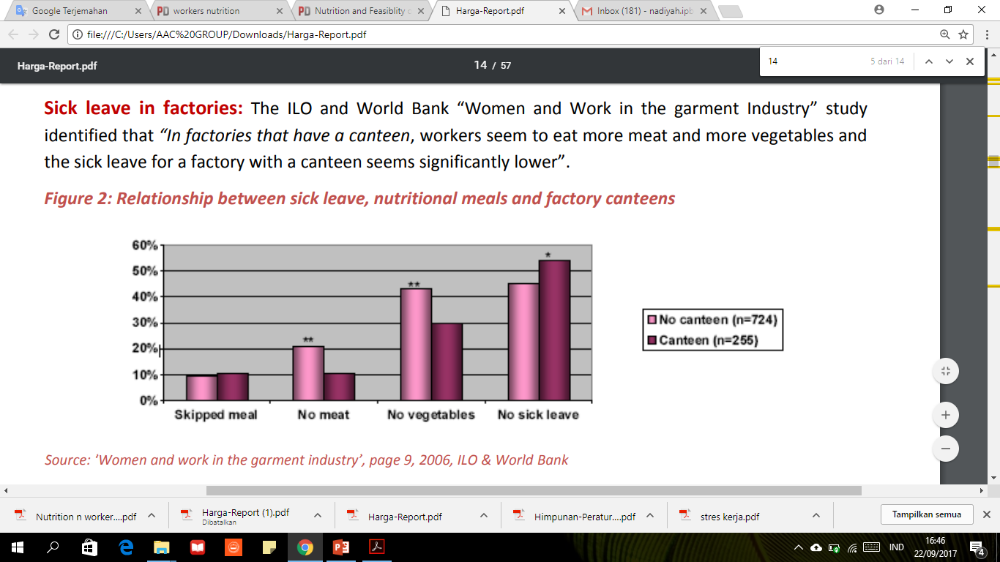 Google Terjemahan
workers nutrition
Nutrition and Feasiblity
Harga-Report.pdf
Inbox (181) - nadiyah.ipb
file:///C:/Users/AAC%20GROUP/Downloads/Harga-Report.pdf
Harga-Report.pdf
14 / 57
14
5 dari 14
Sick leave in factories: The ILO and World Bank “Women and Work in the garment Industry” study
identified that “In factories that have a canteen, workers seem to eat more meat and more vegetables and
the sick leave for a factory with a canteen seems significantly lower”.
Figure 2: Relationship between sick leave, nutritional meals and factory canteens
60%
50%
40%
30%
20%
10%
0%
**
**
*
Skipped meal
No meat
No vegetables
No sick leave
No canteen (n=724)
Canteen (n=255)
Source: ‘Women and work in the garment industry’, page 9, 2006, ILO & World Bank
Nutrition n worker....pdf
Harga-Report (1).pdf
Dibatalkan
Harga-Report.pdf
Himpunan-Peratur....pdf
stres kerja.pdf
Tampilkan semua
IND
16:46
22/09/2017
4